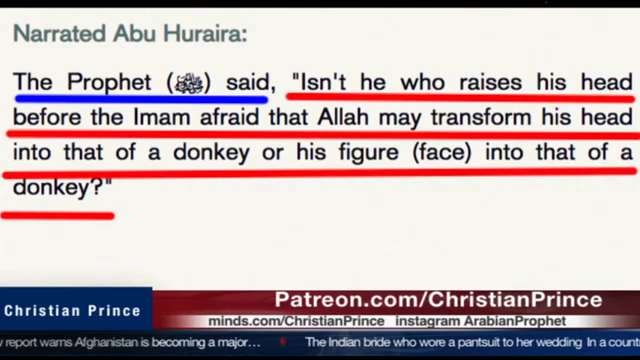 Narrated Abu Huraira:
The Prophet (ﷺ) said, "Isn't he who raises his head
before the Imam afraid that Allah may transform his head
into that of a donkey or his figure (face) into that of a
donkey?"
Christian Prince
Patreon.com/ChristianPrince
minds.com/ChristianPrince instagram ArabianProphet
report warns Afghanistan is becoming a major... The Indian bride who wore a pantsuit to her wedding In a count